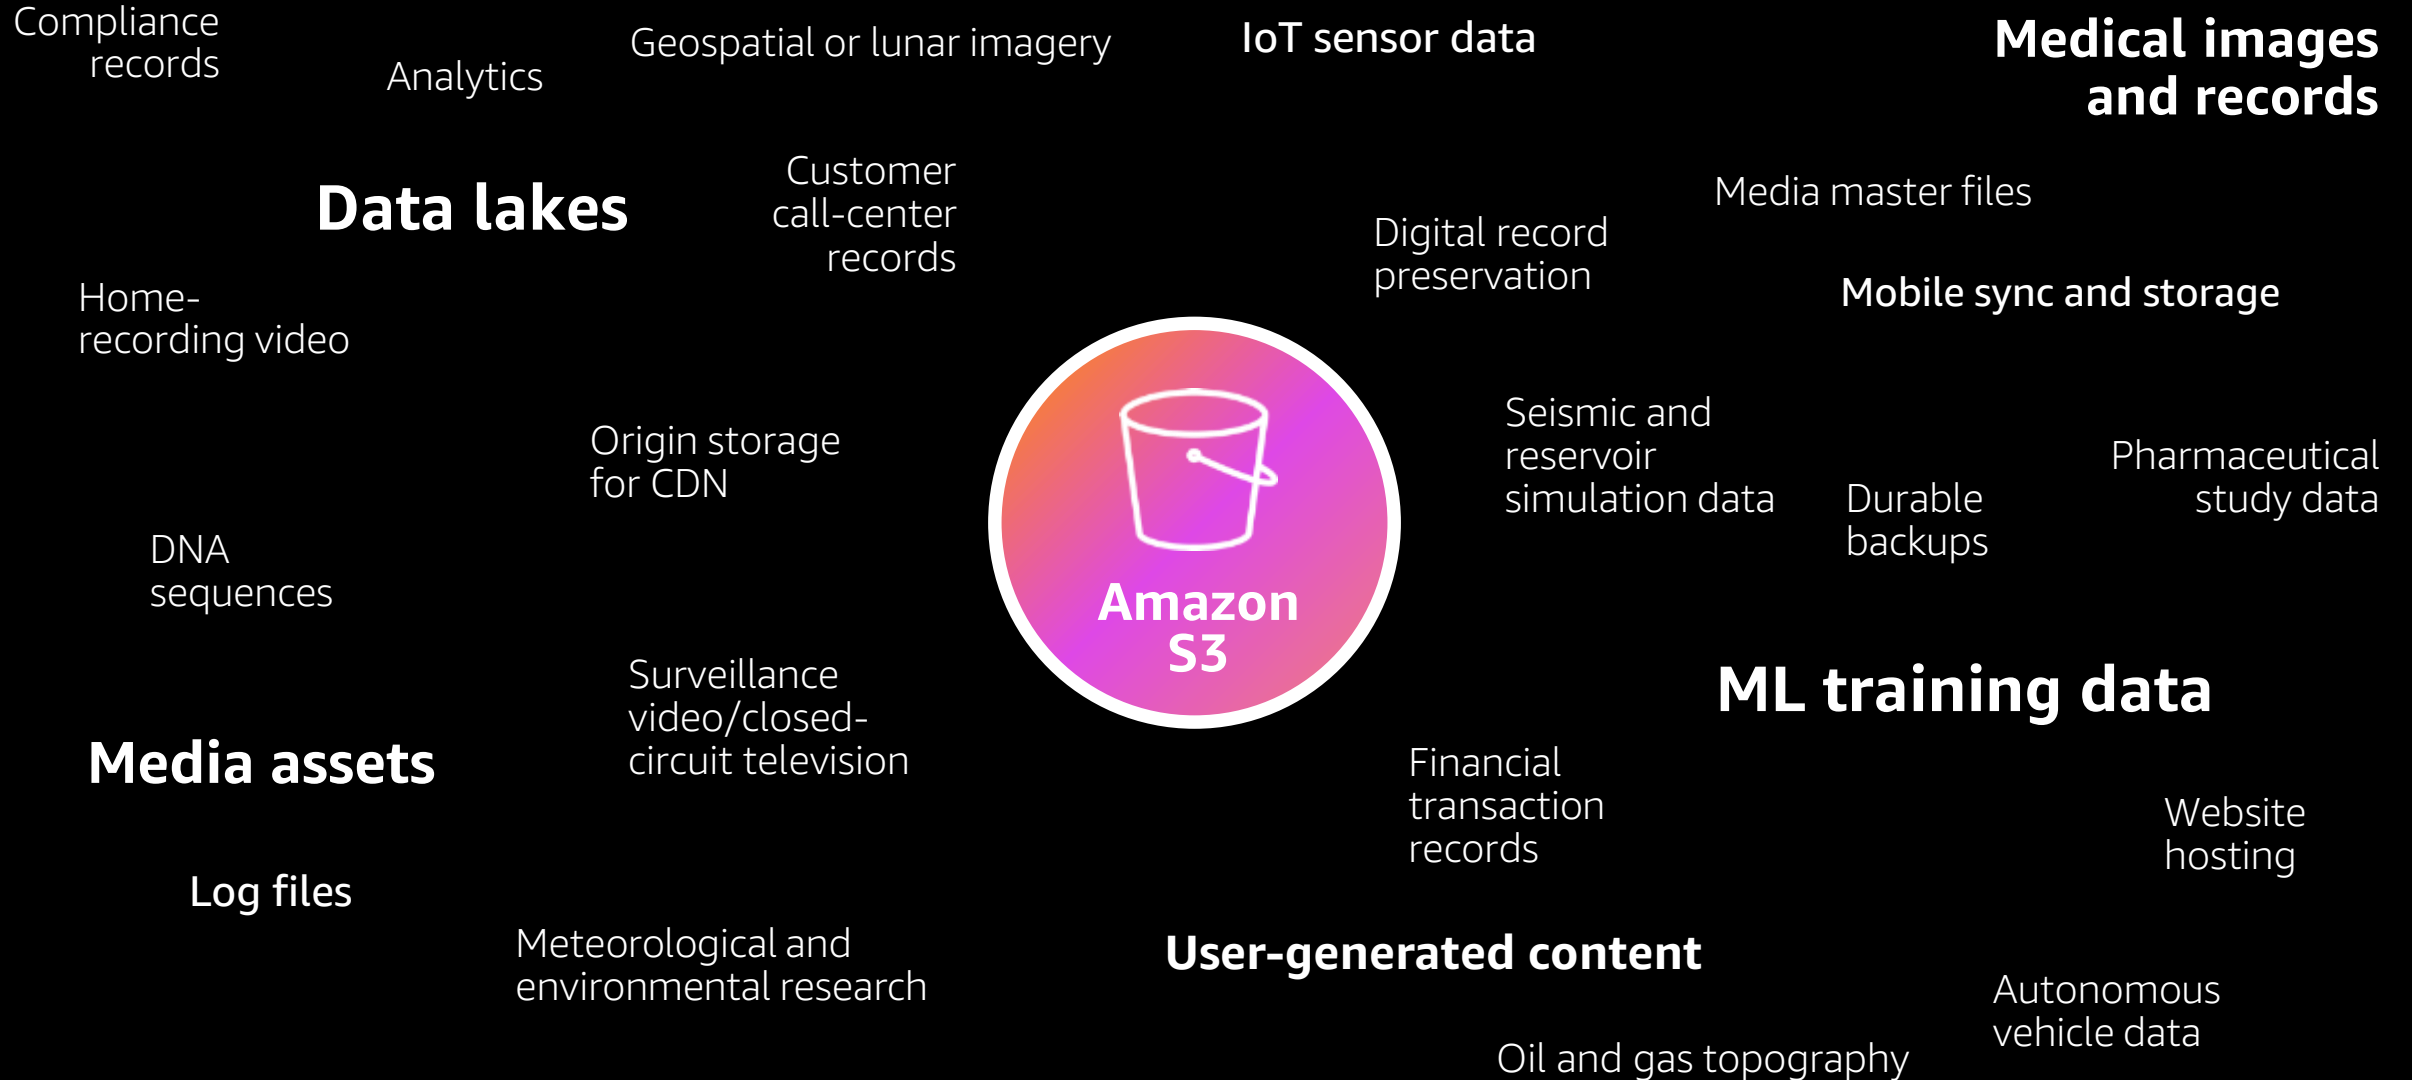 Compliance
records
Analytics
Geospatial or lunar imagery
IoT sensor data
Medical images
and records
Data lakes
Customer
call-center
records
Media master files
Digital record
preservation
Mobile sync and storage
Home-
recording video
Origin storage
for CDN
Seismic and
reservoir
simulation data
Durable
backups
Pharmaceutical
study data
DNA
sequences
Amazon
S3
Surveillance
video/closed-
circuit television
ML training data
Media assets
Financial
transaction
records
Website
hosting
Log files
Meteorological and
environmental research
User-generated content
Autonomous
vehicle data
Oil and gas topography